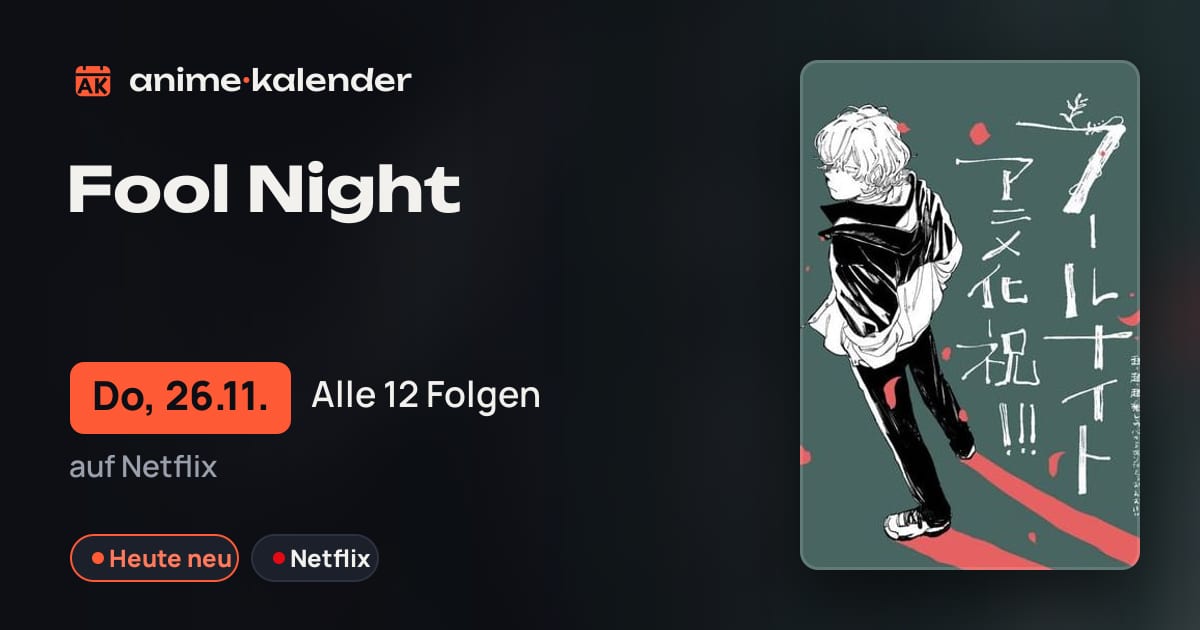 AK
anime·kalender
Fool Night
Do, 26.11.
Alle 12 Folgen
auf Netflix
Heute neu
Netflix
フールナイト
アニメ化祝!!!